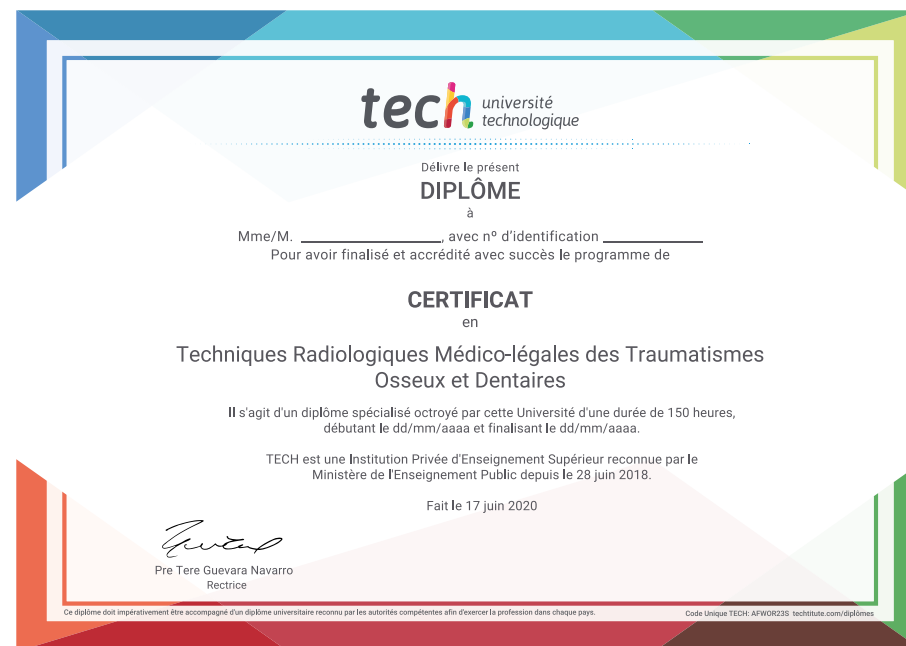 tech université
technologique
Délivre le présent
DIPLÔME
à
Mme/M. ____________________, avec nº d'identification ______________
Pour avoir finalisé et accrédité avec succès le programme de
CERTIFICAT
en
Techniques Radiologiques Médico-légales des Traumatismes
Osseux et Dentaires
Il s'agit d'un diplôme spécialisé octroyé par cette Université d'une durée de 150 heures,
débutant le dd/mm/aaaa et finalisant le dd/mm/aaaa.
TECH est une Institution Privée d'Enseignement Supérieur reconnue par le
Ministère de l'Enseignement Public depuis le 28 juin 2018.
Fait le 17 juin 2020
Pre Tere Guevara Navarro
Rectrice
Ce diplôme doit impérativement être accompagné d'un diplôme universitaire reconnu par les autorités compétentes afin d'exercer la profession dans chaque pays.
Code Unique TECH: AFWOR23S techtitute.com/diplômes